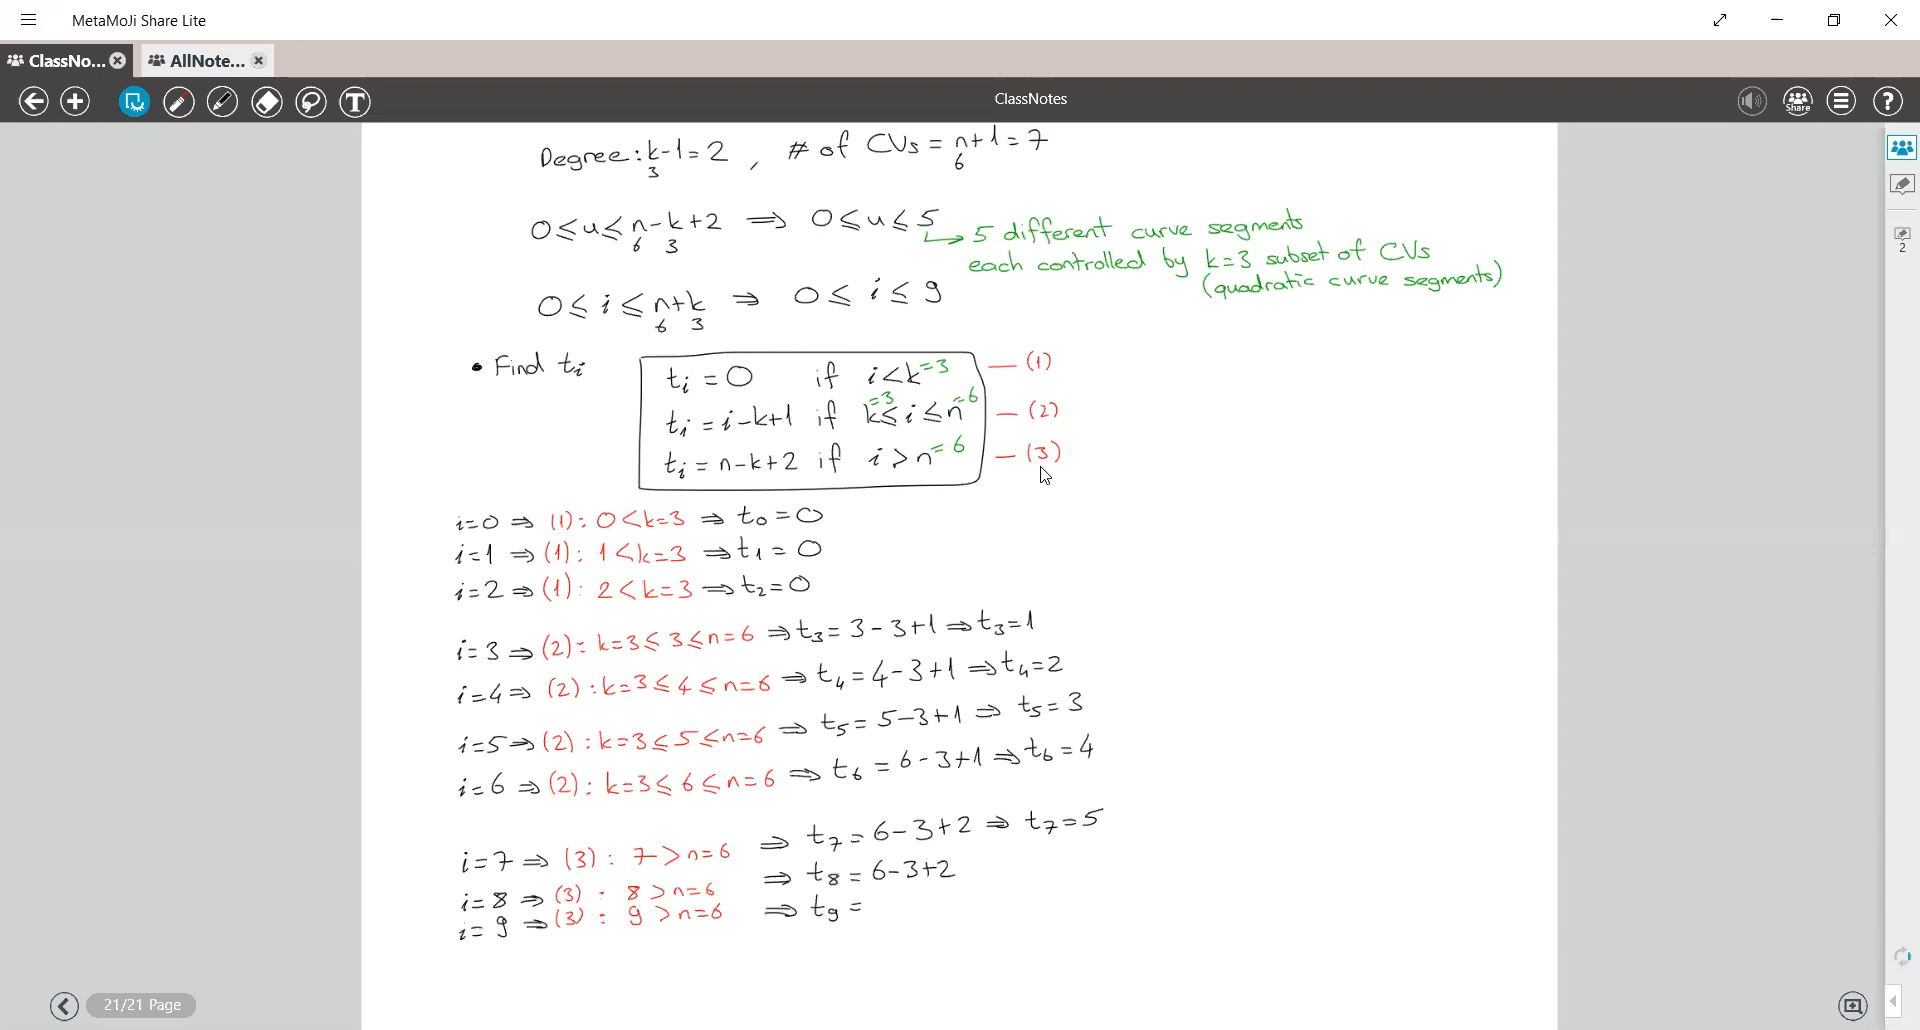 MetaMoJi Share Lite
ClassNo... AllNote...
ClassNotes
Share
Degree: k-1=2 , # of CVs = n+1=7
3 6
0≤u≤n-k+2 ⇒ 0≤u≤5
6 3
↳ 5 different curve segments
each controlled by k=3 subset of CVs
(quadratic curve segments)
0≤i≤n+k ⇒ 0≤i≤9
6 3
2
• Find ti
ti = 0 if i<k =3 — (1)
ti = i-k+1 if k≤i≤n =3 =6 — (2)
ti = n-k+2 if i>n =6 — (3)
i=0 ⇒ (1): 0<k=3 ⇒ t0=0
i=1 ⇒ (1): 1<k=3 ⇒ t1=0
i=2 ⇒ (1): 2<k=3 ⇒ t2=0
i=3 ⇒ (2): k=3≤3≤n=6 ⇒ t3=3-3+1 ⇒ t3=1
i=4 ⇒ (2): k=3≤4≤n=6 ⇒ t4=4-3+1 ⇒ t4=2
i=5 ⇒ (2): k=3≤5≤n=6 ⇒ t5=5-3+1 ⇒ t5=3
i=6 ⇒ (2): k=3≤6≤n=6 ⇒ t6=6-3+1 ⇒ t6=4
i=7 ⇒ (3): 7>n=6 ⇒ t7=6-3+2 ⇒ t7=5
i=8 ⇒ (3): 8>n=6 ⇒ t8=6-3+2
i=9 ⇒ (3): 9>n=6 ⇒ t9=
21/21 Page